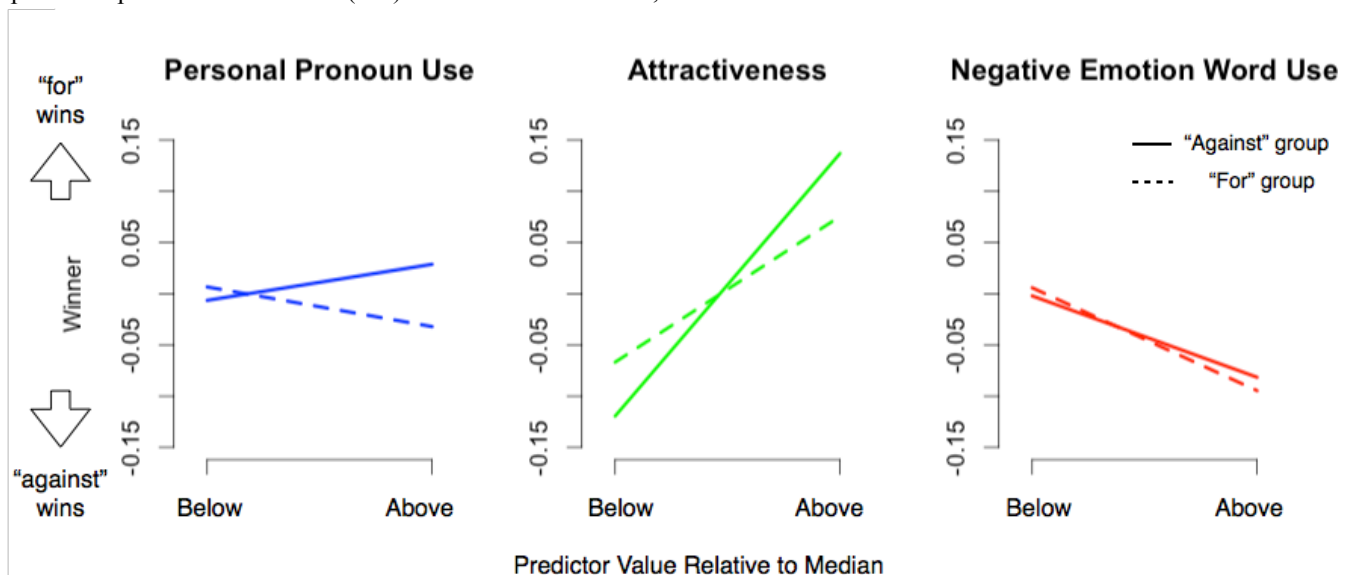 Personal Pronoun Use
Attractiveness
Negative Emotion Word Use
“for”
wins
Winner
“against”
wins
0.15
0.05
-0.05
-0.15
Below
Above
0.15
0.05
-0.05
-0.15
Below
Above
0.15
0.05
-0.05
-0.15
Below
Above
“Against” group
“For” group
Predictor Value Relative to Median